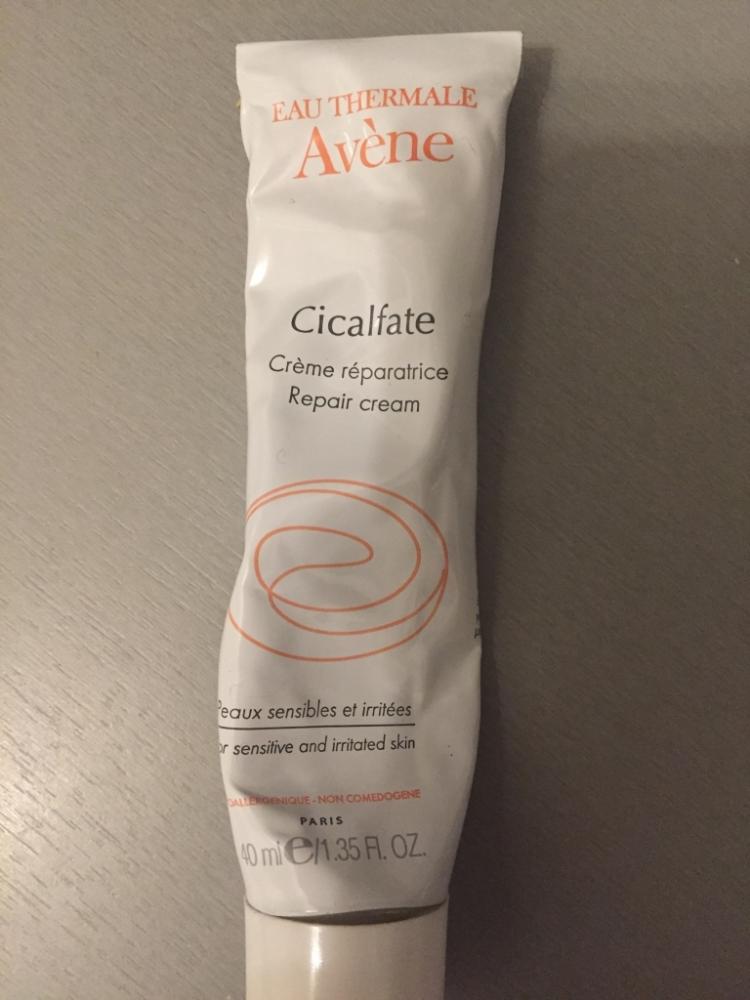 EAU THERMALE
Avène
Cicalfate
Crème réparatrice
Repair cream
Peaux sensibles et irritées
sensitive and irritated skin
NON COMEDOGENE
PARIS
40 ml e/1.35 FL. OZ.